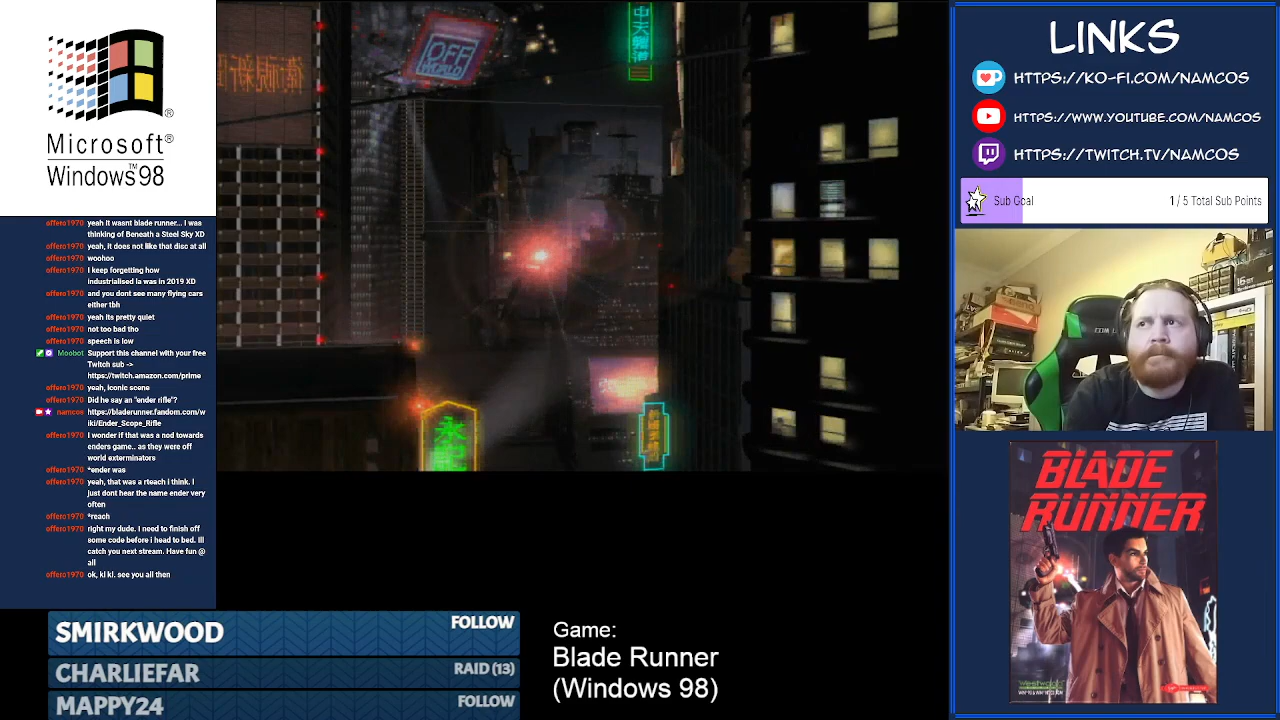 Microsoft®
Windows™98
offero1970 yeah it wasnt blade runner... I was
thinking of Beneath a Steel Sky XD
offero1970 yeah, it does not like that disc at all
offero1970 woohoo
offero1970 I keep forgetting how
industrialised la was in 2019 XD
offero1970 and you dont see many flying cars
either tbh
offero1970 yeah its pretty quiet
offero1970 not too bad tho
offero1970 speech is low
Moobot Support this channel with your free
Twitch sub ->
https://twitch.amazon.com/prime
offero1970 yeah, iconic scene
offero1970 Did he say an "ender rifle"?
namcos https://bladerunner.fandom.com/w
iki/Ender_Scope_Rifle
offero1970 I wonder if that was a nod towards
enders game.. as they were off
world exterminators
offero1970 *ender was
offero1970 yeah, that was a rteach i think. I
just dont hear the name ender very
often
offero1970 *reach
offero1970 right my dude. I need to finish off
some code before i head to bed. Ill
catch you next stream. Have fun @
all
offero1970 ok, kl kl. see you all then
OFF
WORLD
中天
LINKS
HTTPS://KO-FI.COM/NAMCOS
HTTPS://WWW.YOUTUBE.COM/NAMCOS
HTTPS://TWITCH.TV/NAMCOS
Sub Goal
1 / 5 Total Sub Points
BLADE
RUNNER
SMIRKWOOD FOLLOW
CHARLIEFAR RAID (13)
MAPPY24 FOLLOW
Game:
Blade Runner
(Windows 98)